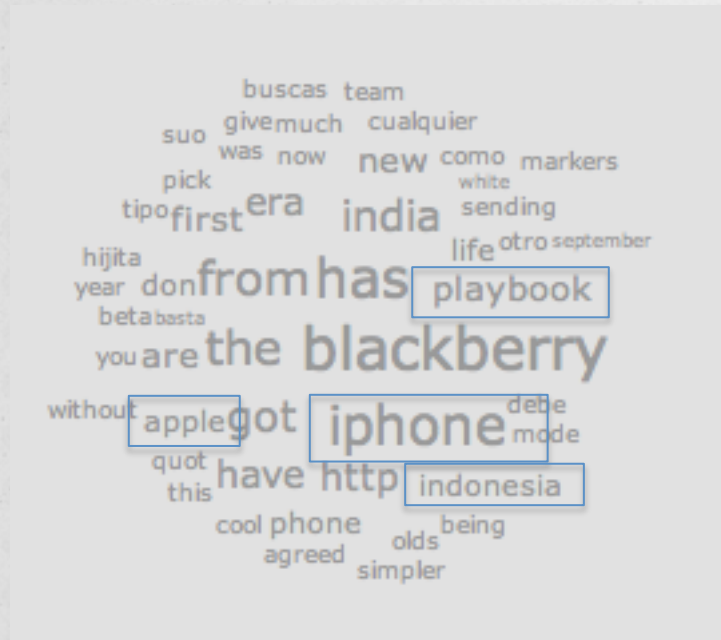 buscas team
suo give much cualquier
was now new como markers
pick white
tipo first era india sending
hijita life otro september
year don from has playbook
beta basta
you are the blackberry
without apple got iphone debe
mode
quot have http indonesia
this
cool phone olds being
agreed simpler